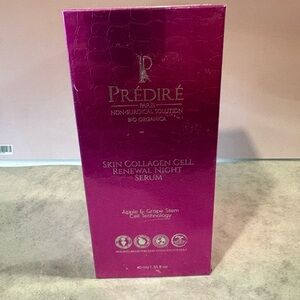 PRÉDIRÉ
PARIS
NON-SURGICAL SOLUTION
BIO ORGANICA
SKIN COLLAGEN CELL
RENEWAL NIGHT
SERUM
Apple & Grape Stem
Cell Technology